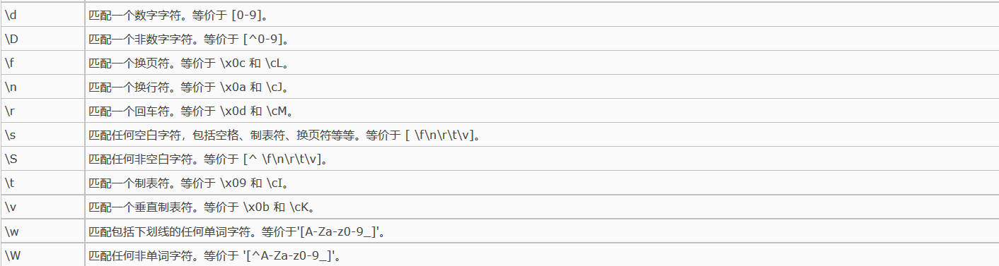 \d 匹配一个数字字符。等价于 [0-9]。
\D 匹配一个非数字字符。等价于 [^0-9]。
\f 匹配一个换页符。等价于 \x0c 和 \cL。
\n 匹配一个换行符。等价于 \x0a 和 \cJ。
\r 匹配一个回车符。等价于 \x0d 和 \cM。
\s 匹配任何空白字符，包括空格、制表符、换页符等等。等价于 [ \f\n\r\t\v]。
\S 匹配任何非空白字符。等价于 [^ \f\n\r\t\v]。
\t 匹配一个制表符。等价于 \x09 和 \cI。
\v 匹配一个垂直制表符。等价于 \x0b 和 \cK。
\w 匹配包括下划线的任何单词字符。等价于'[A-Za-z0-9_]'。
\W 匹配任何非单词字符。等价于 '[^A-Za-z0-9_]'。